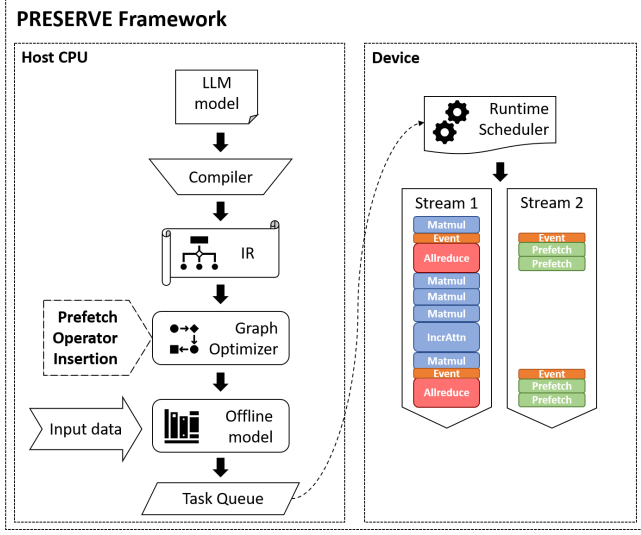 PRESERVE Framework
Host CPU
LLM
model
Compiler
IR
Prefetch
Operator
Insertion
Graph
Optimizer
Input data
Offline
model
Task Queue
Device
Runtime
Scheduler
Stream 1
Matmul
Event
Allreduce
Matmul
Matmul
Matmul
IncrAttn
Matmul
Event
Allreduce
Stream 2
Event
Prefetch
Prefetch
Event
Prefetch
Prefetch